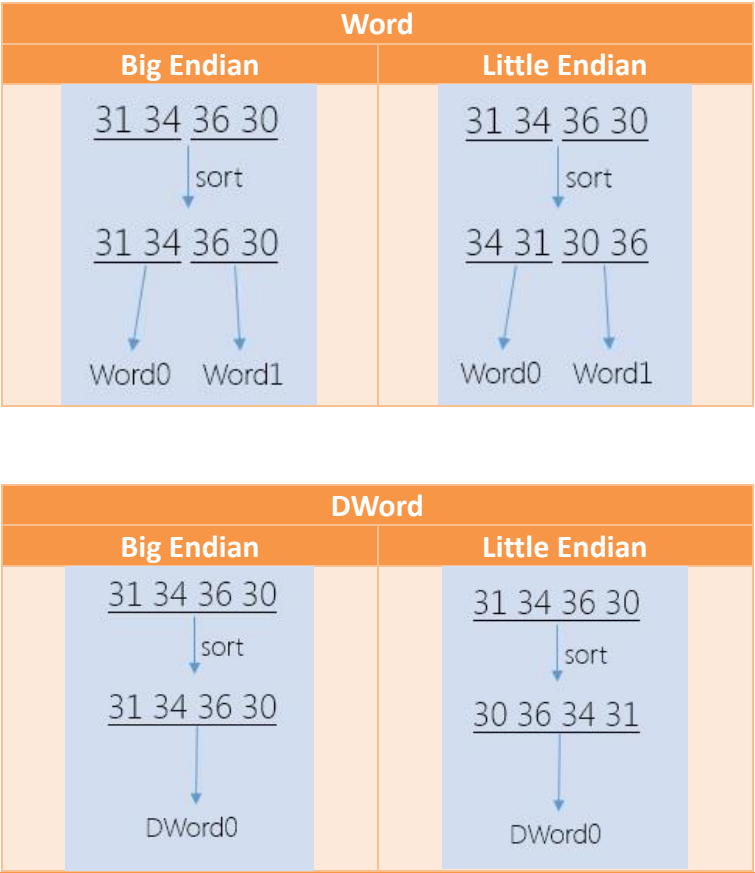 Word
Big Endian
Little Endian
31 34 36 30
sort
31 34 36 30
Word0 Word1
31 34 36 30
sort
34 31 30 36
Word0 Word1
DWord
Big Endian
Little Endian
31 34 36 30
sort
31 34 36 30
DWord0
31 34 36 30
sort
30 36 34 31
DWord0